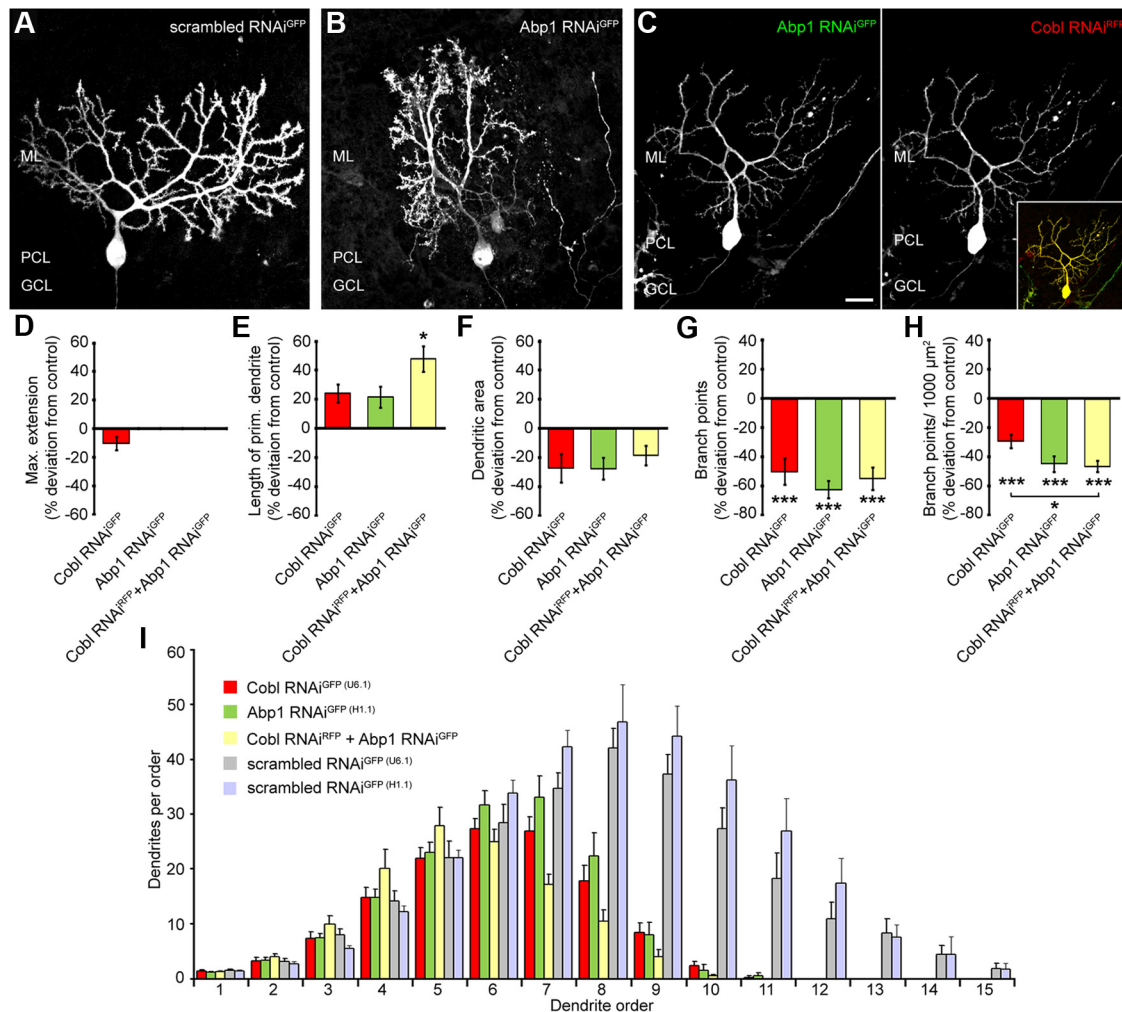 A
scrambled RNAi^GFP
ML
PCL
GCL
B
Abp1 RNAi^GFP
ML
PCL
GCL
C
Abp1 RNAi^GFP
Cobl RNAi^RFP
ML
PCL
GCL
D
Max. extension
(% deviation from control)
60
40
20
0
-20
-40
-60
Cobl RNAi^GFP
Abp1 RNAi^GFP
Cobl RNAi^RFP+Abp1 RNAi^GFP
E
Length of prim. dendrite
(% devitaion from control)
60
40
20
0
-20
-40
-60
*
Cobl RNAi^GFP
Abp1 RNAi^GFP
Cobl RNAi^RFP+Abp1 RNAi^GFP
F
Dendritic area
(% deviation from control)
60
40
20
0
-20
-40
-60
Cobl RNAi^GFP
Abp1 RNAi^GFP
Cobl RNAi^RFP+Abp1 RNAi^GFP
G
Branch points
(% deviation from control)
40
20
0
-20
-40
-60
-80
*** *** ***
Cobl RNAi^GFP
Abp1 RNAi^GFP
Cobl RNAi^RFP+Abp1 RNAi^GFP
H
Branch points/ 1000 µm²
(% deviation from control)
40
20
0
-20
-40
-60
-80
*** *** ***
*
Cobl RNAi^GFP
Abp1 RNAi^GFP
Cobl RNAi^RFP+Abp1 RNAi^GFP
I
Dendrites per order
60
50
40
30
20
10
0
Cobl RNAi^GFP (U6.1)
Abp1 RNAi^GFP (H1.1)
Cobl RNAi^RFP + Abp1 RNAi^GFP
scrambled RNAi^GFP (U6.1)
scrambled RNAi^GFP (H1.1)
1 2 3 4 5 6 7 8 9 10 11 12 13 14 15
Dendrite order